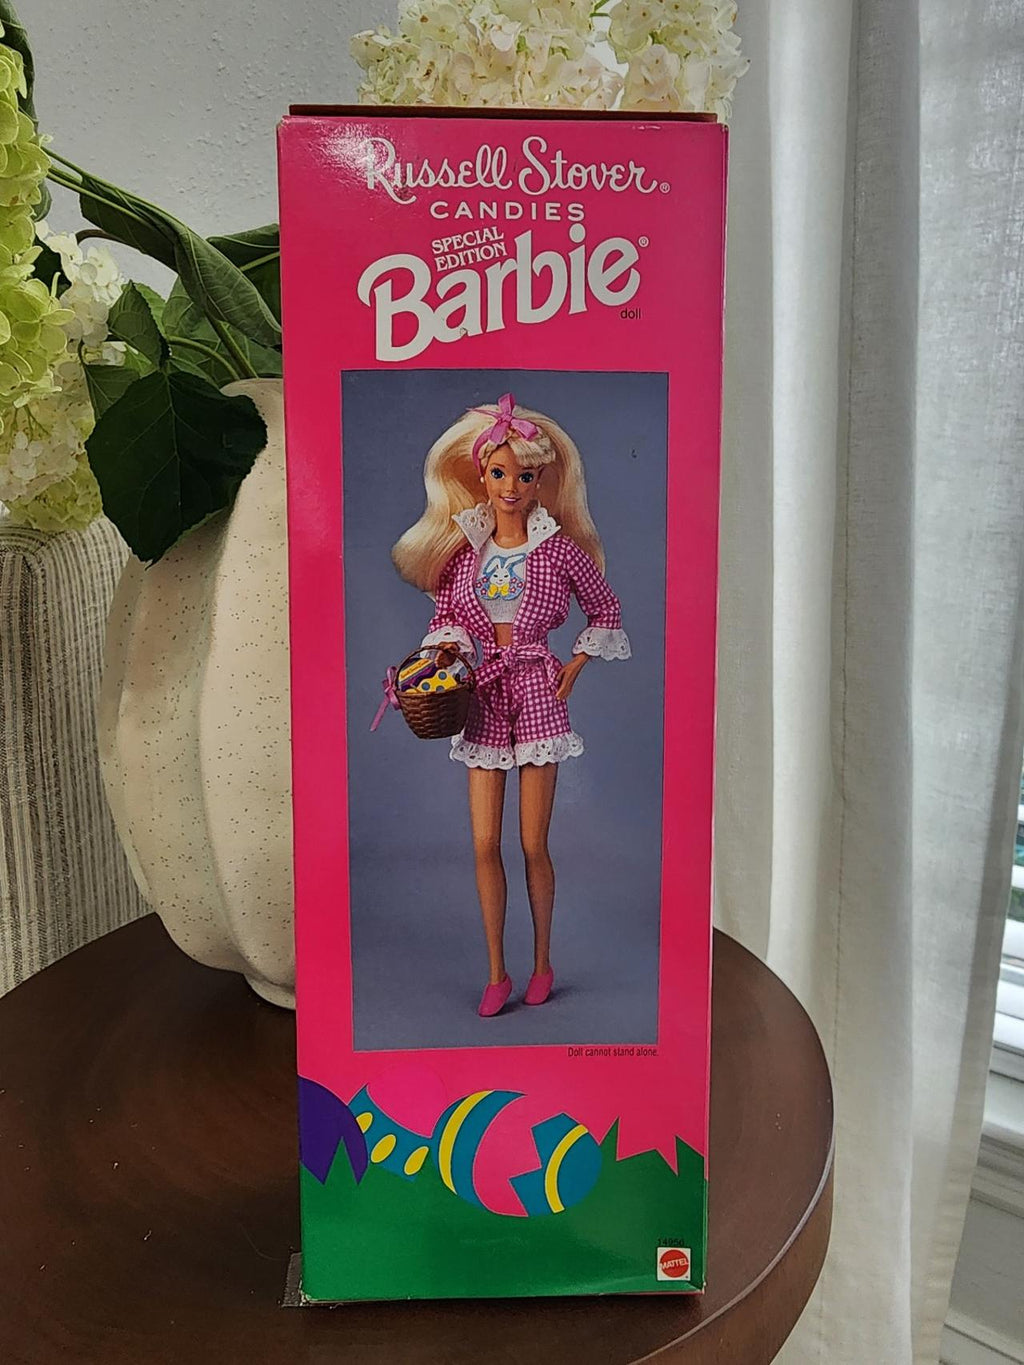 Russell Stover®
CANDIES
SPECIAL
EDITION
Barbie®
doll
Doll cannot stand alone.
14956
MATTEL